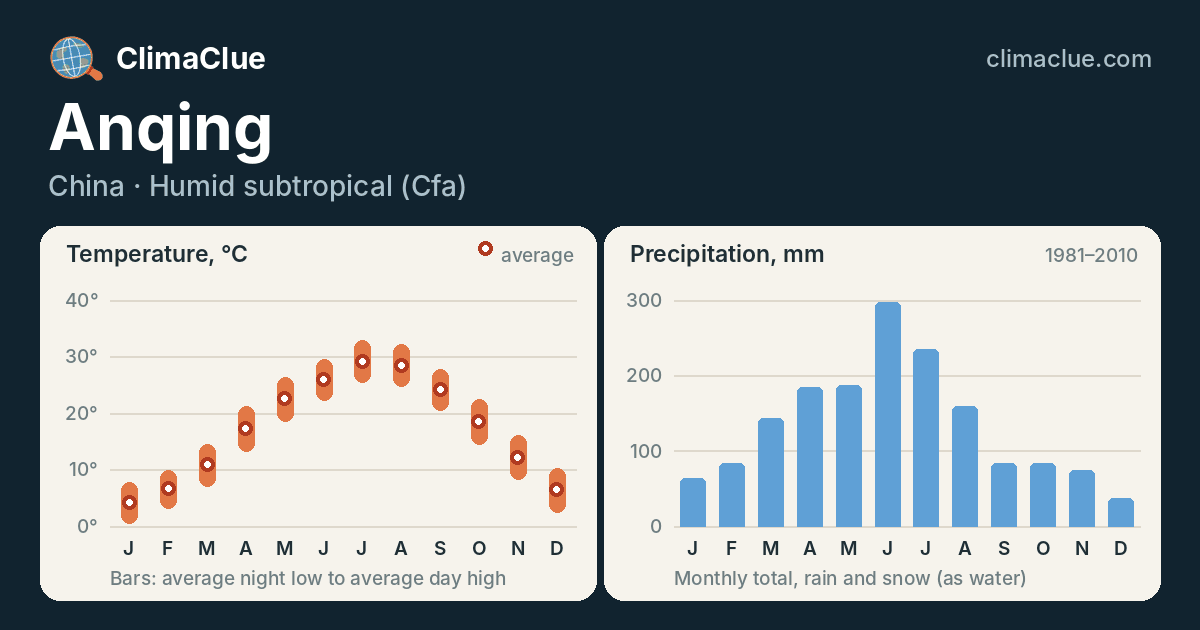 ClimaClue
climaclue.com
Anqing
China · Humid subtropical (Cfa)
Temperature, °C
average
40°
30°
20°
10°
0°
J F M A M J J A S O N D
Bars: average night low to average day high
Precipitation, mm
1981–2010
300
200
100
0
J F M A M J J A S O N D
Monthly total, rain and snow (as water)